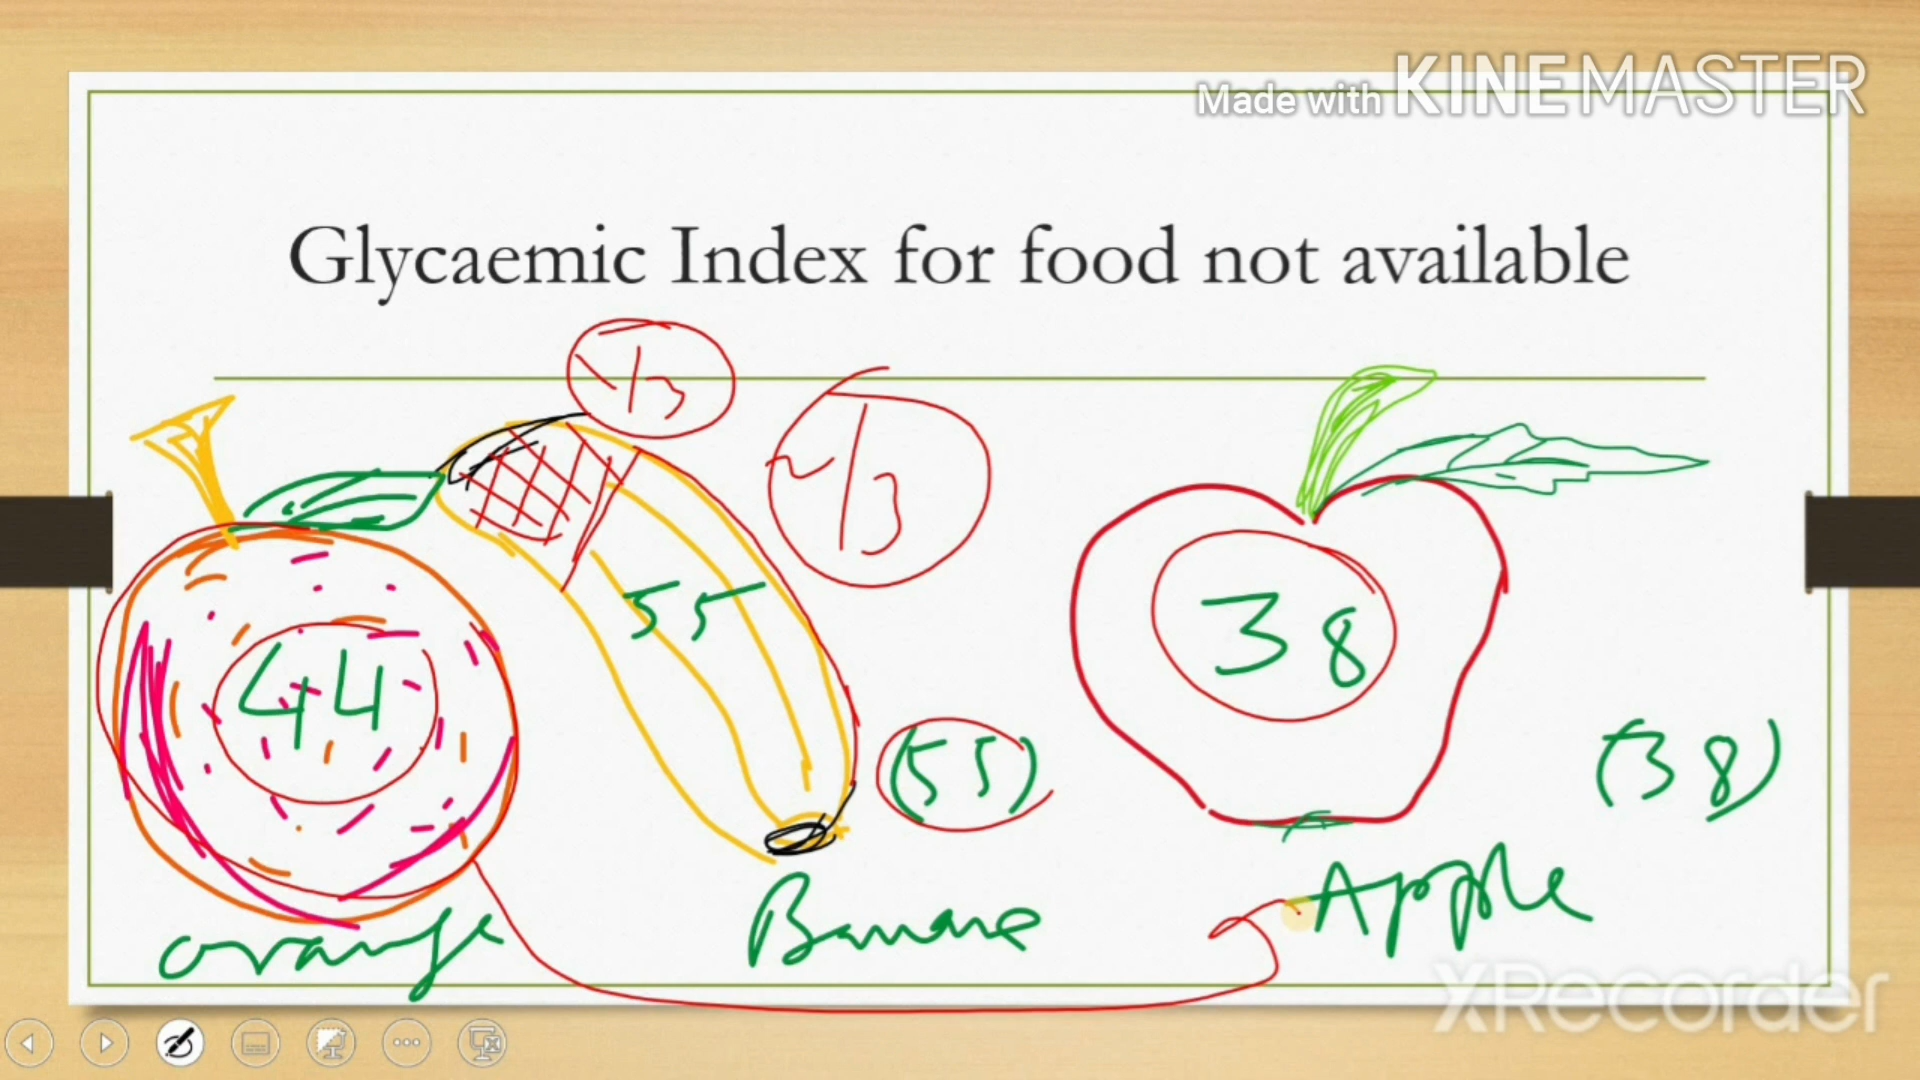 Made with KINEMASTER
Glycaemic Index for food not available
1/3
1/3
44
55
38
(55)
(38)
orange
Banana
Apple
XRecorder